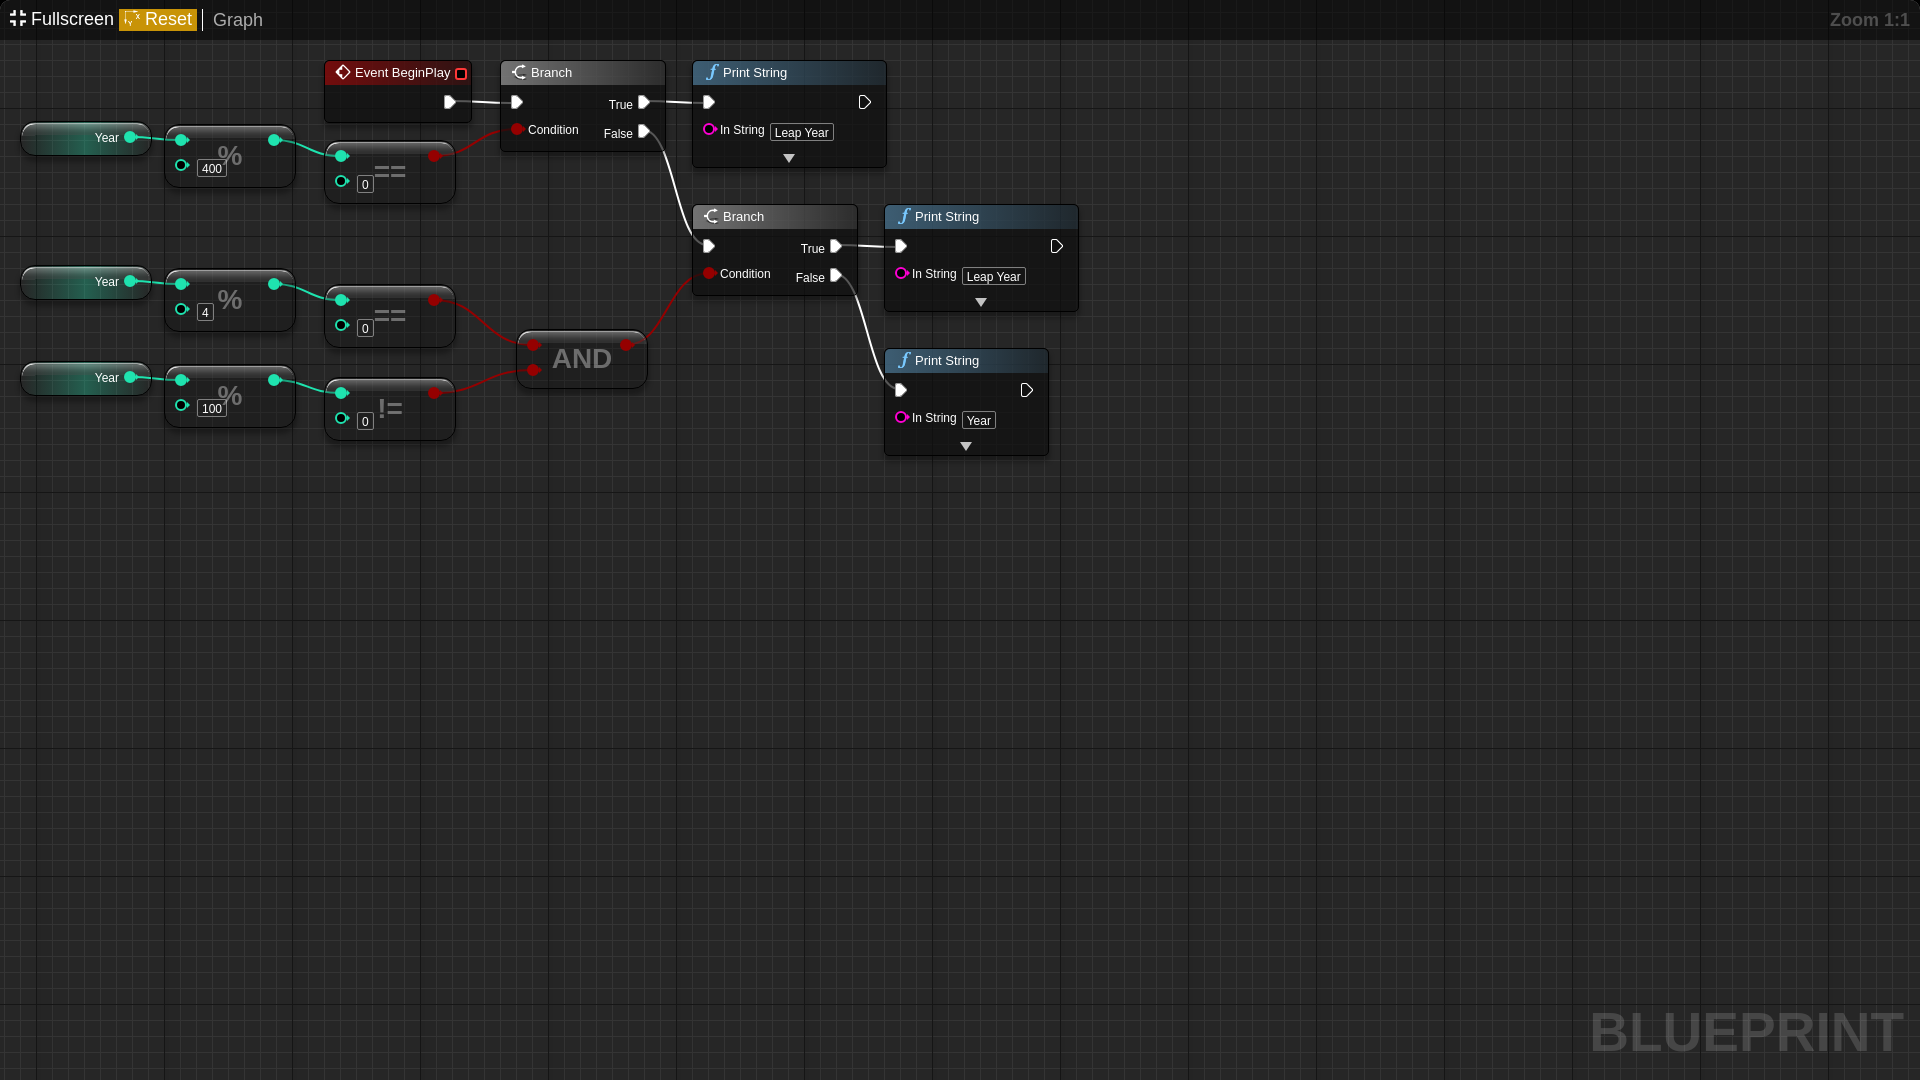 Fullscreen Reset Graph Zoom 1:1
Event BeginPlay
Branch
True
Condition
False
Print String
In String Leap Year
Year
%
400
==
0
Branch
True
Condition
False
Print String
In String Leap Year
Year
%
4
==
0
AND
Year
%
100
!=
0
Print String
In String Year
BLUEPRINT